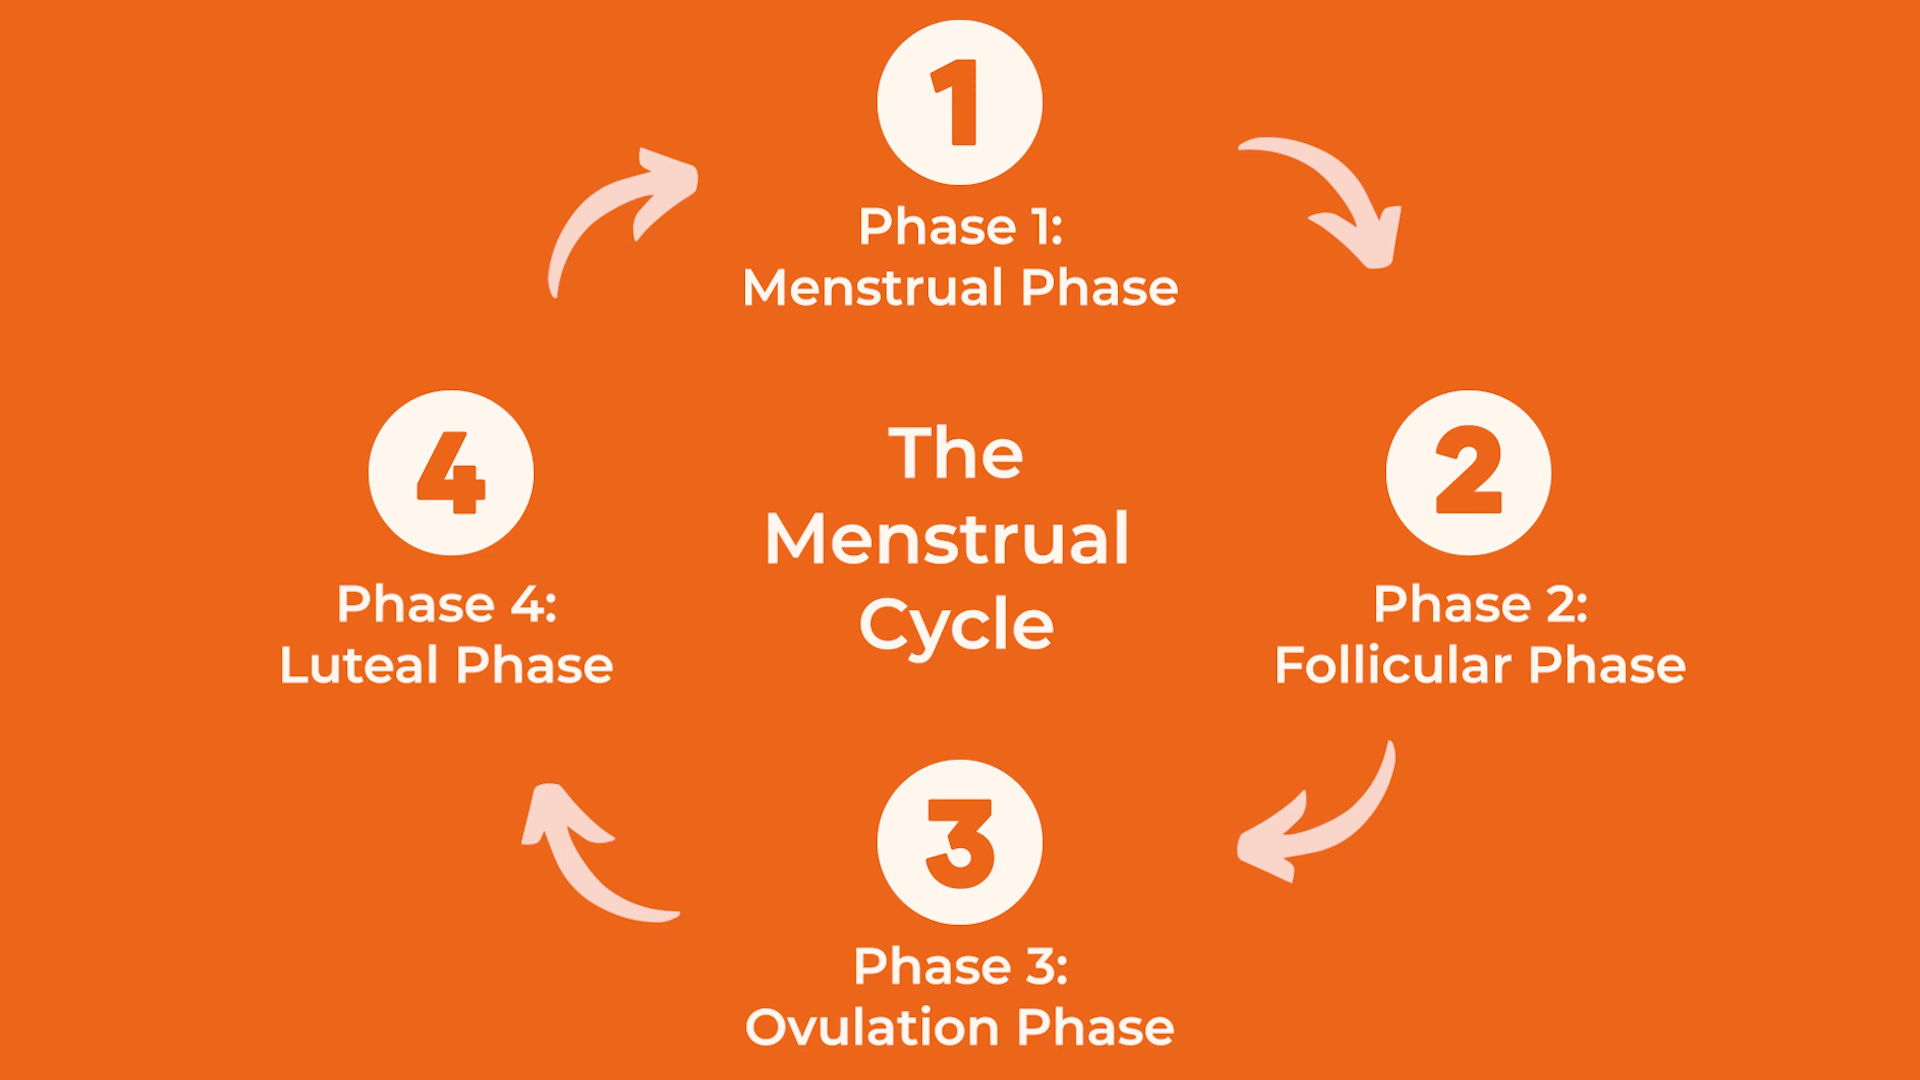 1
Phase 1:
Menstrual Phase
2
Phase 2:
Follicular Phase
3
Phase 3:
Ovulation Phase
4
Phase 4:
Luteal Phase
The
Menstrual
Cycle